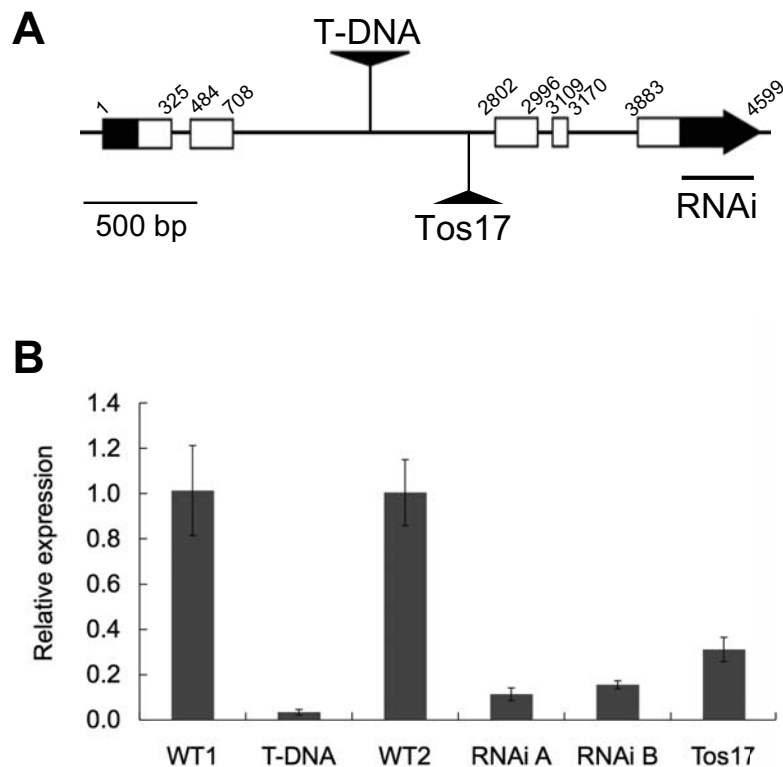 A
T-DNA
1
325
484
708
2802
2996
3109
3170
3883
4599
500 bp
Tos17
RNAi
B
Relative expression
1.4
1.2
1.0
0.8
0.6
0.4
0.2
0.0
WT1 T-DNA WT2 RNAi A RNAi B Tos17